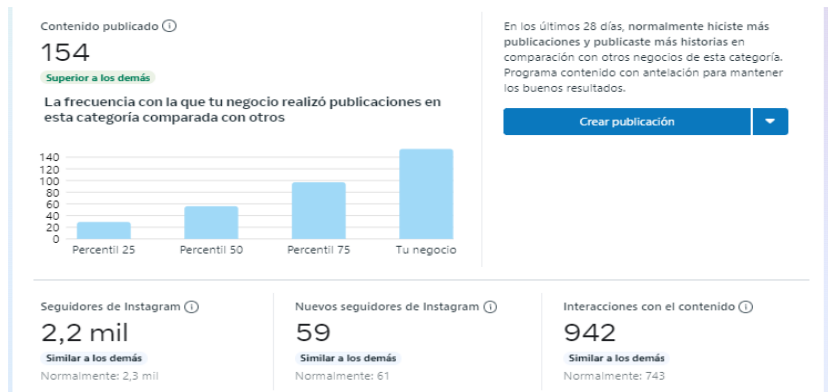 Contenido publicado
154
Superior a los demás
La frecuencia con la que tu negocio realizó publicaciones en
esta categoría comparada con otros
140
120
100
80
60
40
20
0
Percentil 25
Percentil 50
Percentil 75
Tu negocio
En los últimos 28 días, normalmente hiciste más
publicaciones y publicaste más historias en
comparación con otros negocios de esta categoría.
Programa contenido con antelación para mantener
los buenos resultados.
Crear publicación
Seguidores de Instagram
2,2 mil
Similar a los demás
Normalmente: 2,3 mil
Nuevos seguidores de Instagram
59
Similar a los demás
Normalmente: 61
Interacciones con el contenido
942
Similar a los demás
Normalmente: 743